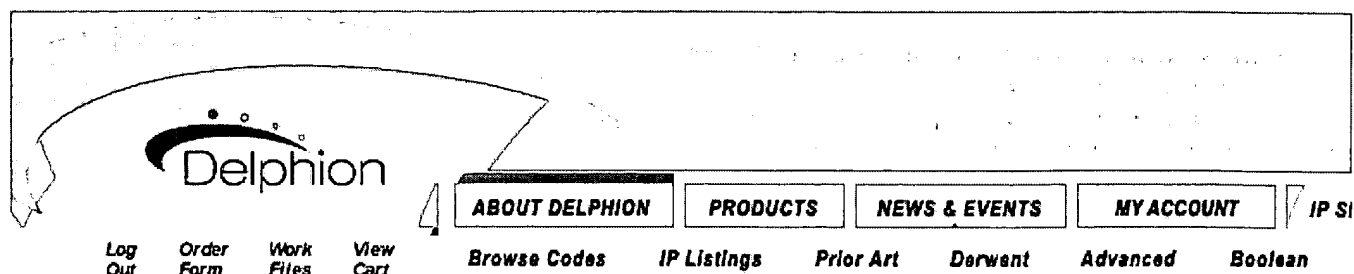 Delphion
ABOUT DELPHION PRODUCTS NEWS & EVENTS MY ACCOUNT IP
Log Out Order Form Work Files View Cart Browse Codes IP Listings Prior Art Derwent Advanced Boolean